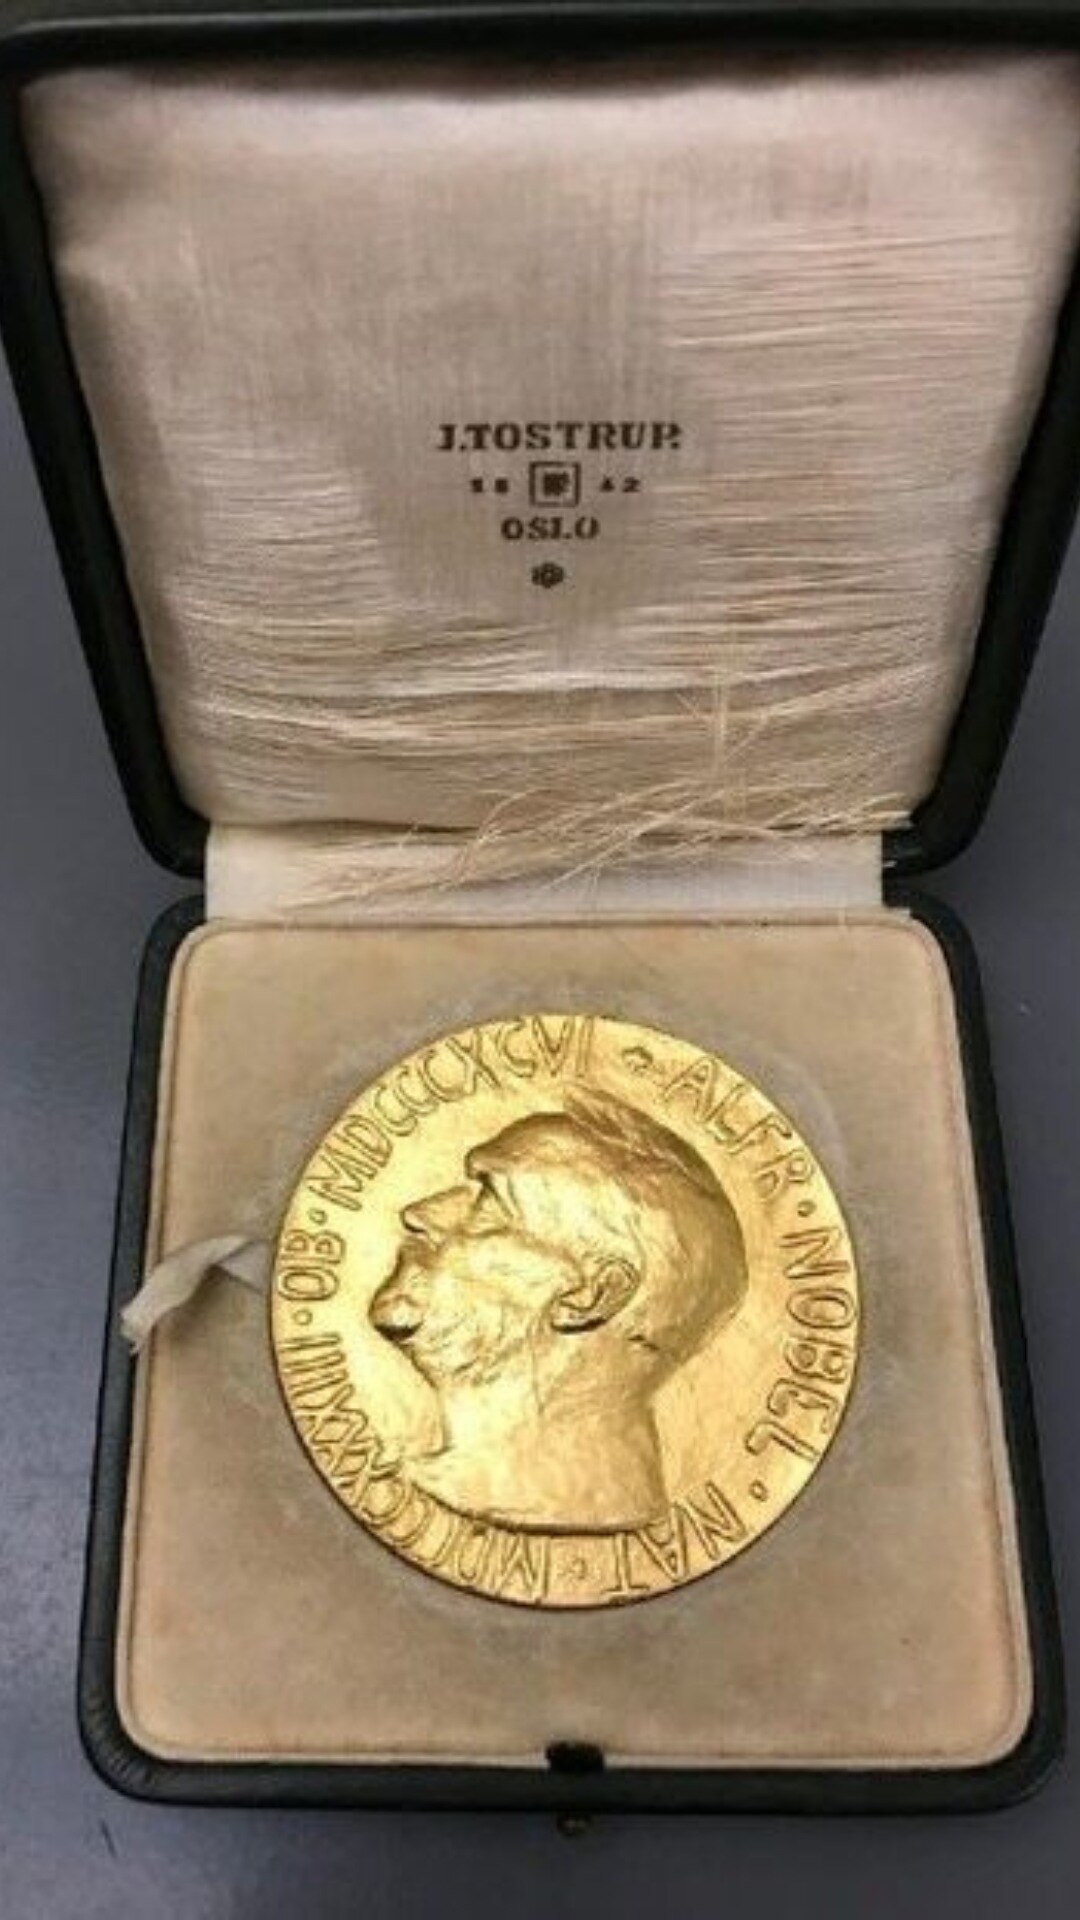 J.TOSTRUP.
18 42
OSLO
ALFR · NOBEL · NAT · MDCCCXXXIII · OB · MDCCCXCVI